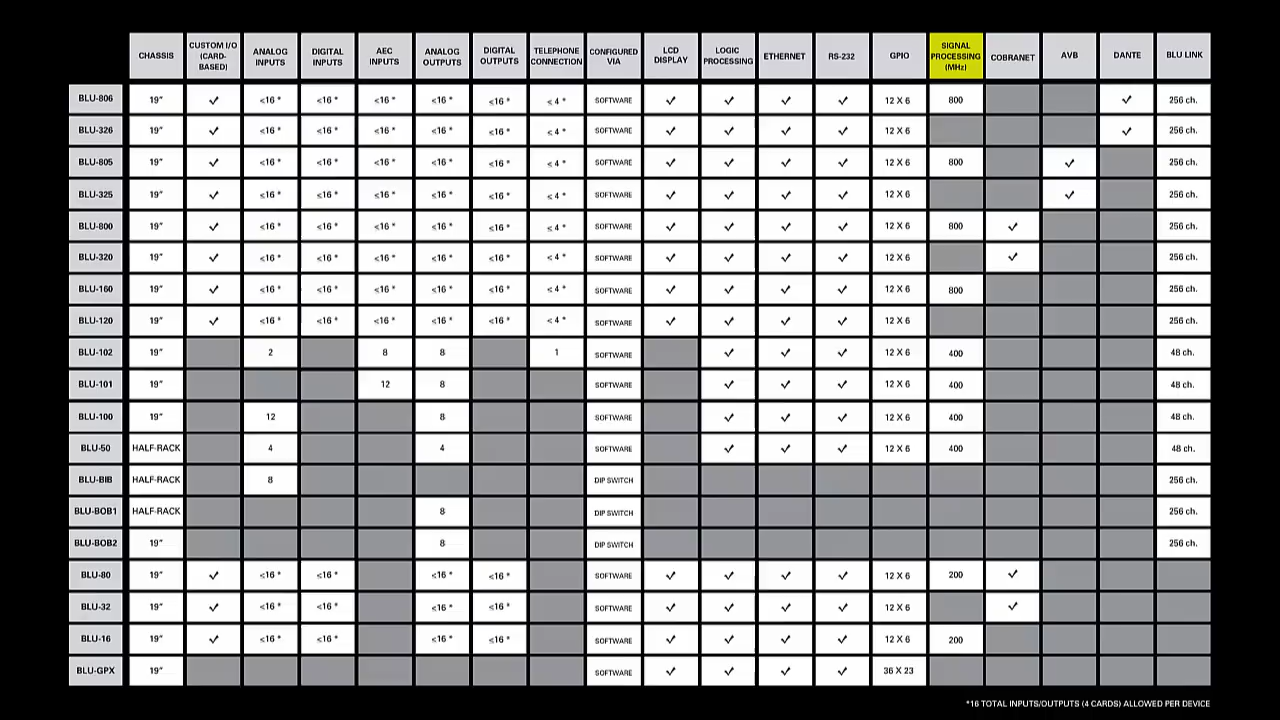 CHASSIS CUSTOM I/O (CARD-BASED) ANALOG INPUTS DIGITAL INPUTS AEC INPUTS ANALOG OUTPUTS DIGITAL OUTPUTS TELEPHONE CONNECTION CONFIGURED VIA LCD DISPLAY LOGIC PROCESSING ETHERNET RS-232 GPIO SIGNAL PROCESSING (MHz) COBRANET AVB DANTE BLU LINK
BLU-806 19" ✓ ≤16 * ≤16 * ≤16 * ≤16 * ≤16 * ≤ 4 * SOFTWARE ✓ ✓ ✓ ✓ 12 X 6 800 ✓ 256 ch.
BLU-326 19" ✓ ≤16 * ≤16 * ≤16 * ≤16 * ≤16 * ≤ 4 * SOFTWARE ✓ ✓ ✓ ✓ 12 X 6 ✓ 256 ch.
BLU-805 19" ✓ ≤16 * ≤16 * ≤16 * ≤16 * ≤16 * ≤ 4 * SOFTWARE ✓ ✓ ✓ ✓ 12 X 6 800 ✓ 256 ch.
BLU-325 19" ✓ ≤16 * ≤16 * ≤16 * ≤16 * ≤16 * ≤ 4 * SOFTWARE ✓ ✓ ✓ ✓ 12 X 6 ✓ 256 ch.
BLU-800 19" ✓ ≤16 * ≤16 * ≤16 * ≤16 * ≤16 * ≤ 4 * SOFTWARE ✓ ✓ ✓ ✓ 12 X 6 800 ✓ 256 ch.
BLU-320 19" ✓ ≤16 * ≤16 * ≤16 * ≤16 * ≤16 * ≤ 4 * SOFTWARE ✓ ✓ ✓ ✓ 12 X 6 ✓ 256 ch.
BLU-160 19" ✓ ≤16 * ≤16 * ≤16 * ≤16 * ≤16 * ≤ 4 * SOFTWARE ✓ ✓ ✓ ✓ 12 X 6 800 256 ch.
BLU-120 19" ✓ ≤16 * ≤16 * ≤16 * ≤16 * ≤16 * ≤ 4 * SOFTWARE ✓ ✓ ✓ ✓ 12 X 6 256 ch.
BLU-102 19" 2 8 8 1 SOFTWARE ✓ ✓ ✓ 12 X 6 400 48 ch.
BLU-101 19" 12 8 SOFTWARE ✓ ✓ ✓ 12 X 6 400 48 ch.
BLU-100 19" 12 8 SOFTWARE ✓ ✓ ✓ 12 X 6 400 48 ch.
BLU-50 HALF-RACK 4 4 SOFTWARE ✓ ✓ ✓ 12 X 6 400 48 ch.
BLU-BIB HALF-RACK 8 DIP SWITCH 256 ch.
BLU-BOB1 HALF-RACK 8 DIP SWITCH 256 ch.
BLU-BOB2 19" 8 DIP SWITCH 256 ch.
BLU-80 19" ✓ ≤16 * ≤16 * ≤16 * ≤16 * SOFTWARE ✓ ✓ ✓ ✓ 12 X 6 200 ✓
BLU-32 19" ✓ ≤16 * ≤16 * ≤16 * ≤16 * SOFTWARE ✓ ✓ ✓ ✓ 12 X 6 ✓
BLU-16 19" ✓ ≤16 * ≤16 * ≤16 * ≤16 * SOFTWARE ✓ ✓ ✓ ✓ 12 X 6 200
BLU-GPX 19" SOFTWARE ✓ ✓ ✓ ✓ 36 X 23
*16 TOTAL INPUTS/OUTPUTS (4 CARDS) ALLOWED PER DEVICE